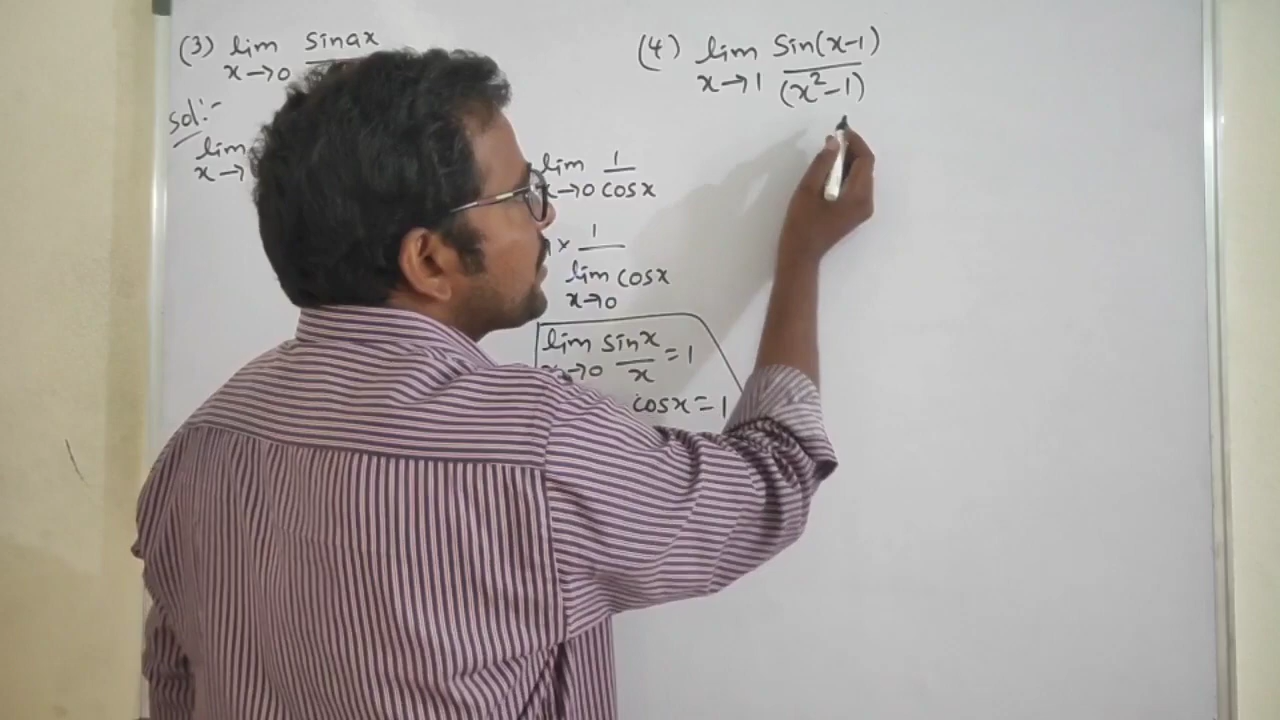 (3) lim sinax
x→0
sol:-
lim
x→
lim 1
x→0 cosx
× 1
lim cosx
x→0
lim sinx
x→0 x = 1
cosx = 1
(4) lim sin(x-1)
x→1 (x²-1)